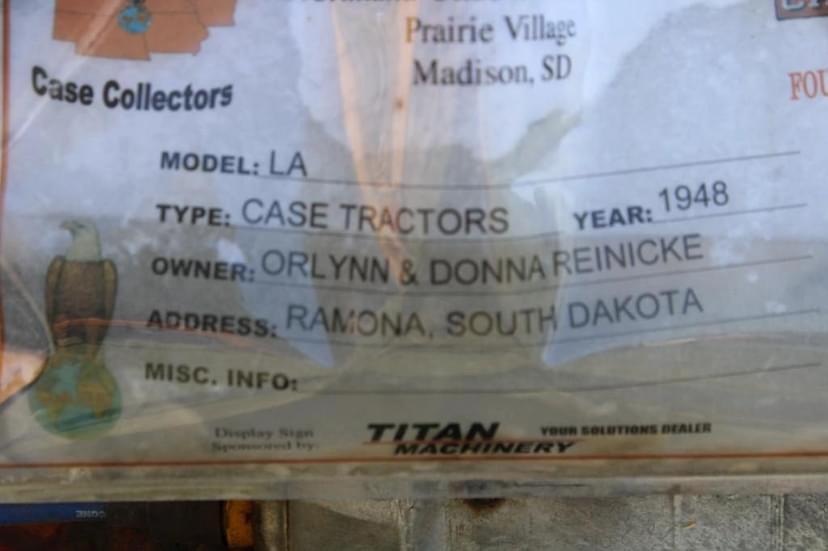 Prairie Village
Madison, SD
Case Collectors
FOU
MODEL: LA
TYPE: CASE TRACTORS YEAR: 1948
OWNER: ORLYNN & DONNA REINICKE
ADDRESS: RAMONA, SOUTH DAKOTA
MISC. INFO:
Display Sign
Sponsored by:
TITAN
MACHINERY
YOUR SOLUTIONS DEALER